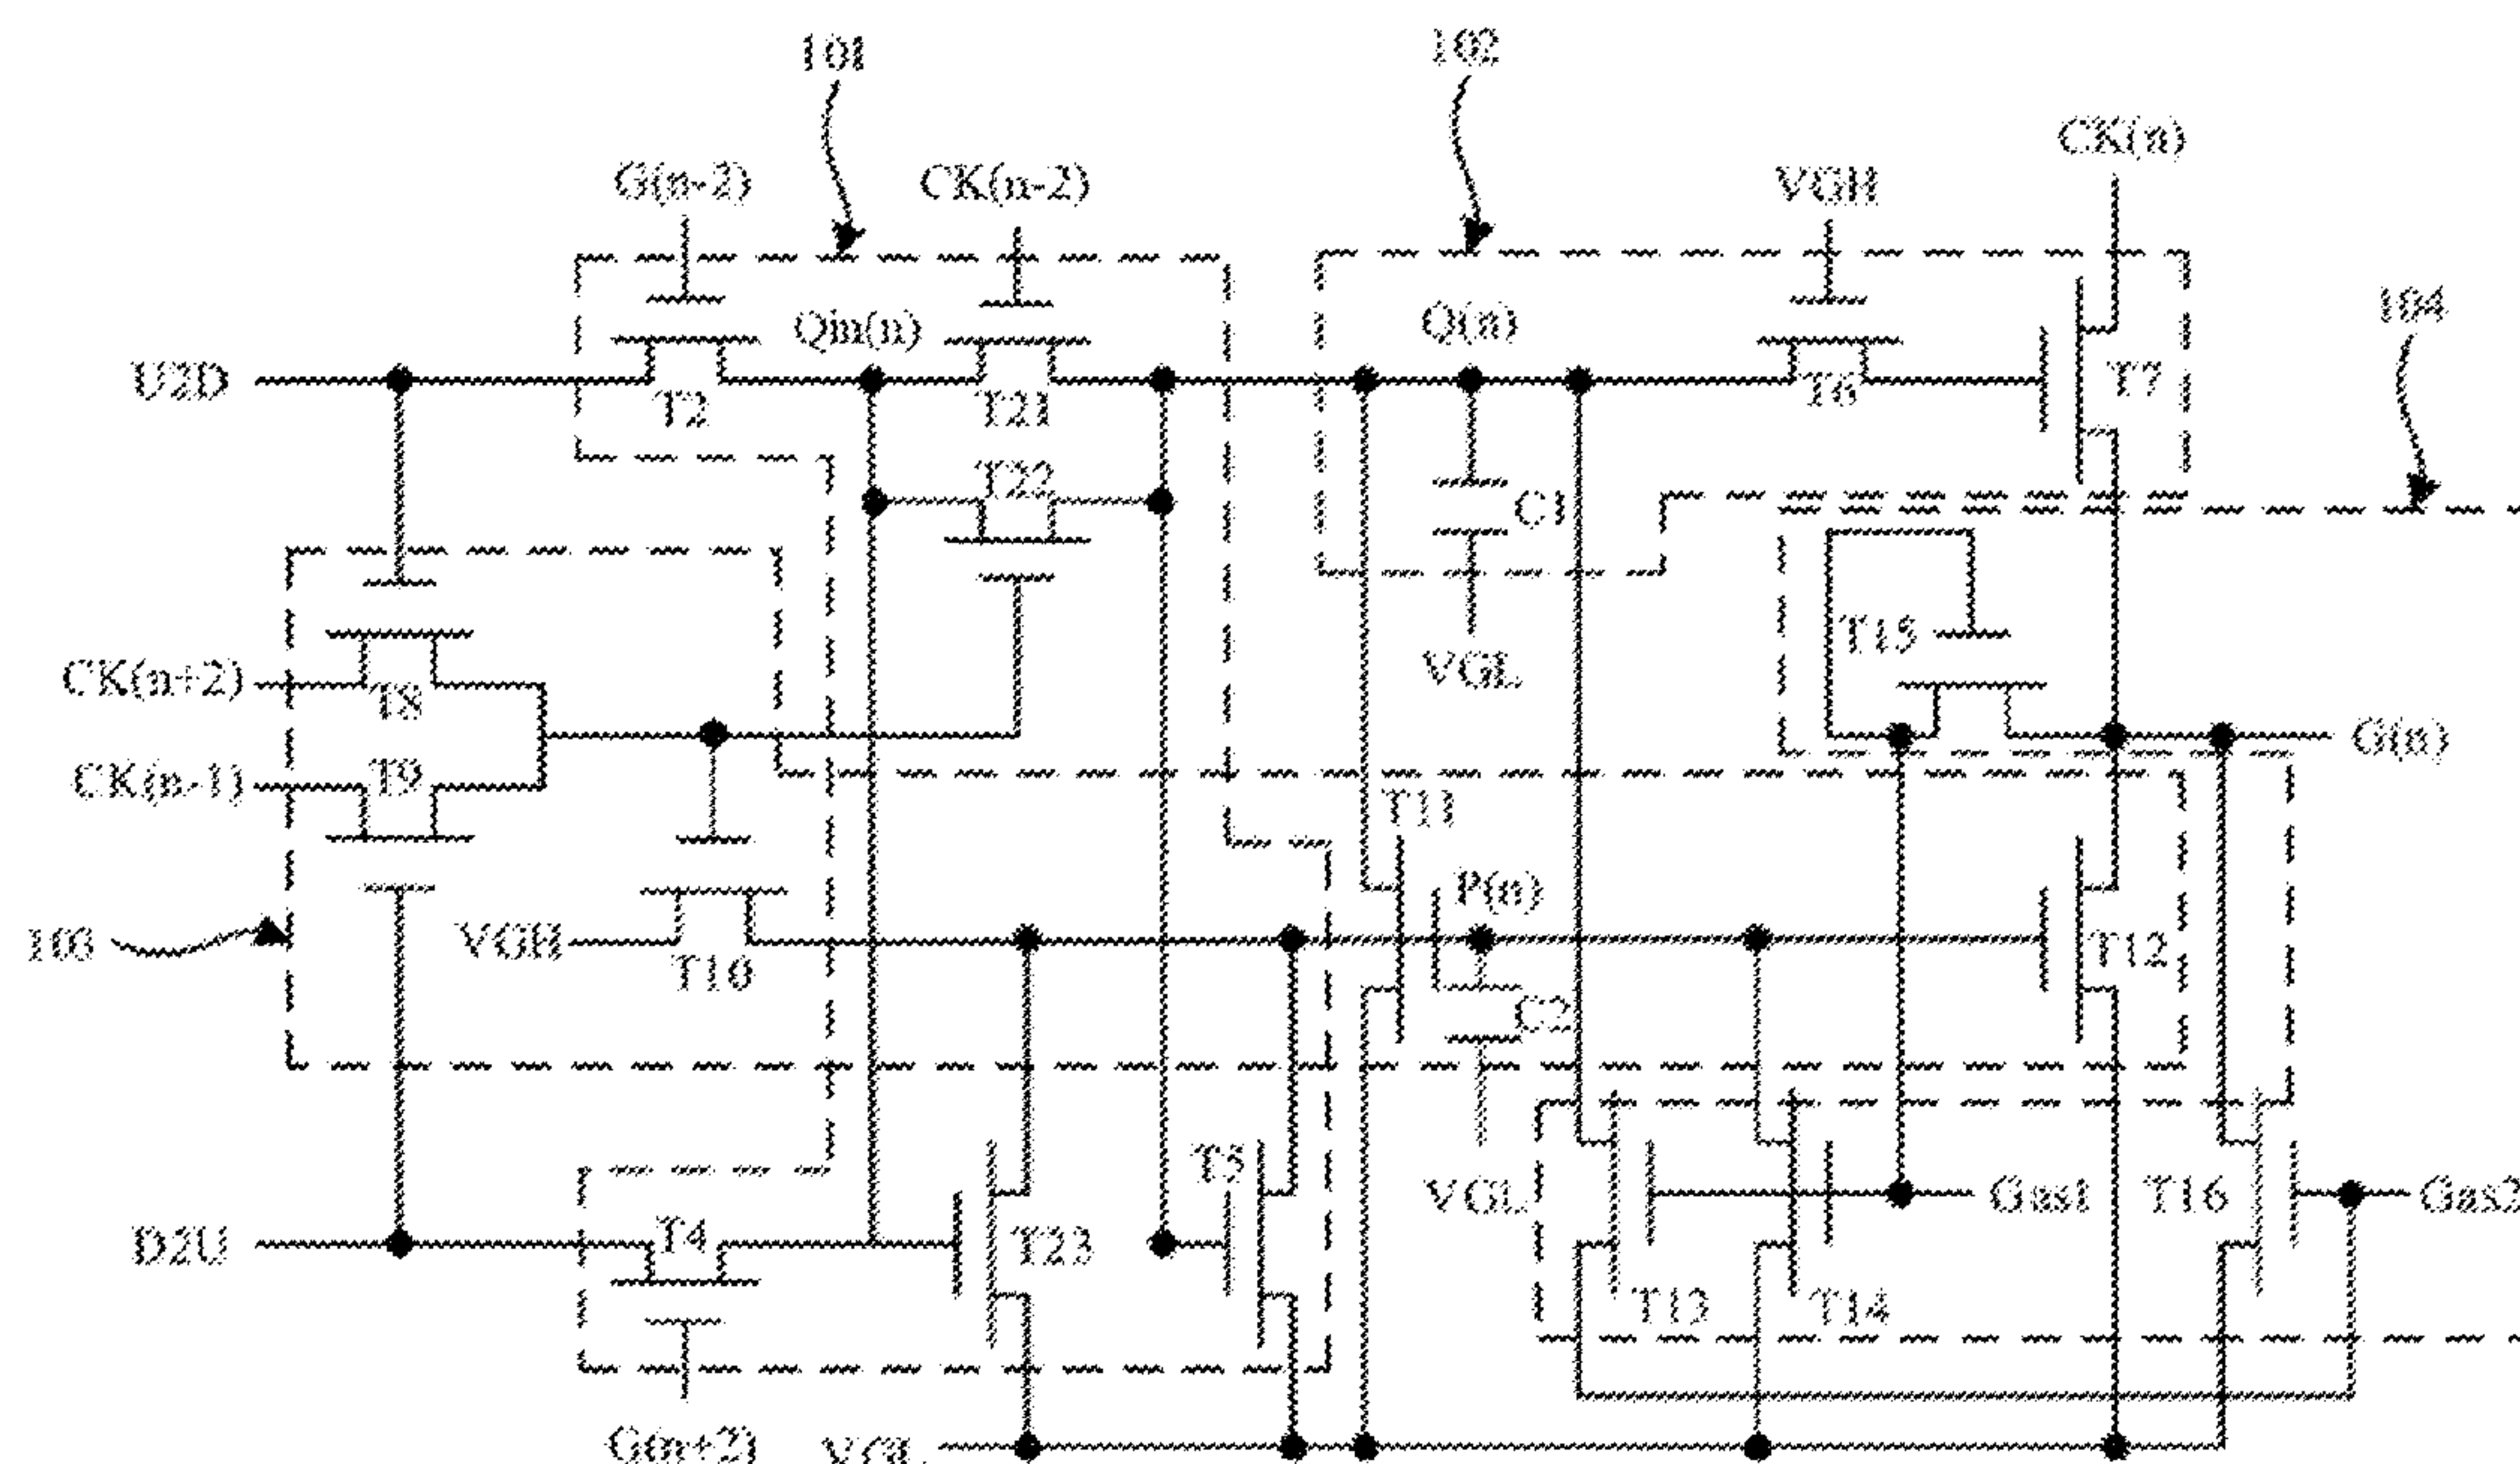 101
102
CK(n)
G(n-2)
CK(n-2)
VGH
104
Qin(n)
Q(n)
U2D
T2
T21
T6
T7
T22
C1
T15
VGL
CK(n+2)
T8
G(n)
CK(n-1)
T9
T11
P(n)
103
VGH
T10
T12
C2
T5
VGL
Gas1
T16
Gas2
D2U
T4
T23
T13
T14
G(n+2)
VGL